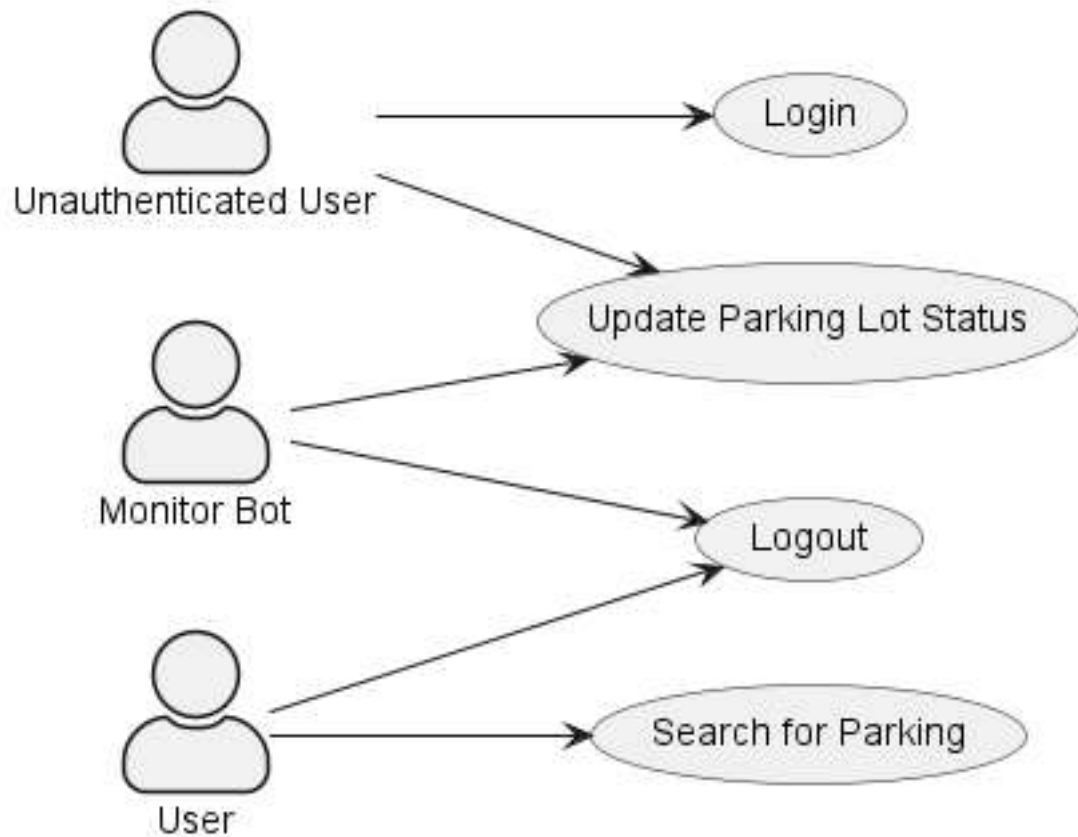 Login
Unauthenticated User
Update Parking Lot Status
Monitor Bot
Logout
Search for Parking
User